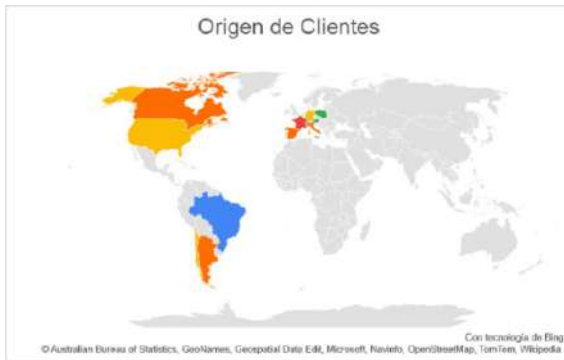 Origen de Clientes
Con tecnología de Bing
© Australian Bureau of Statistics, GeoNames, Geospatial Data Edit, Microsoft, Navinfo, OpenStreetMap, TomTom, Wikipedia